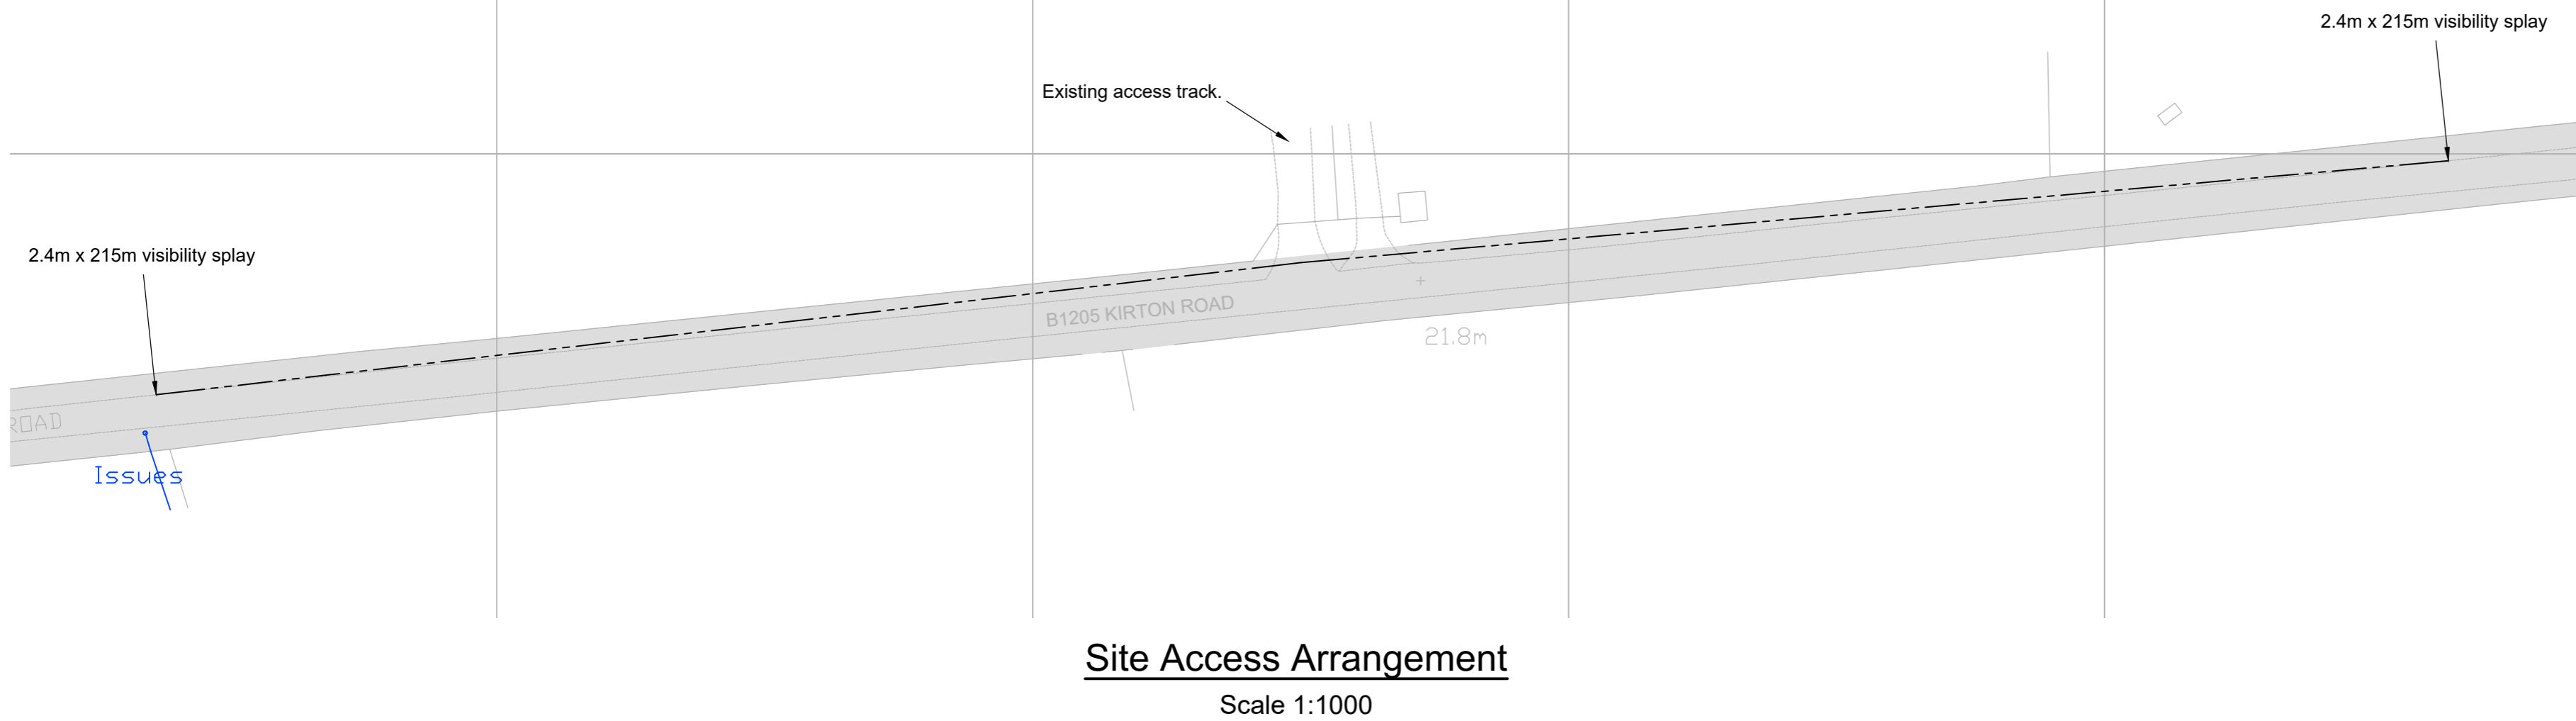 2.4m x 215m visibility splay
Existing access track.
2.4m x 215m visibility splay
B1205 KIRTON ROAD
21.8m
ROAD
Issues
Site Access Arrangement
Scale 1:1000